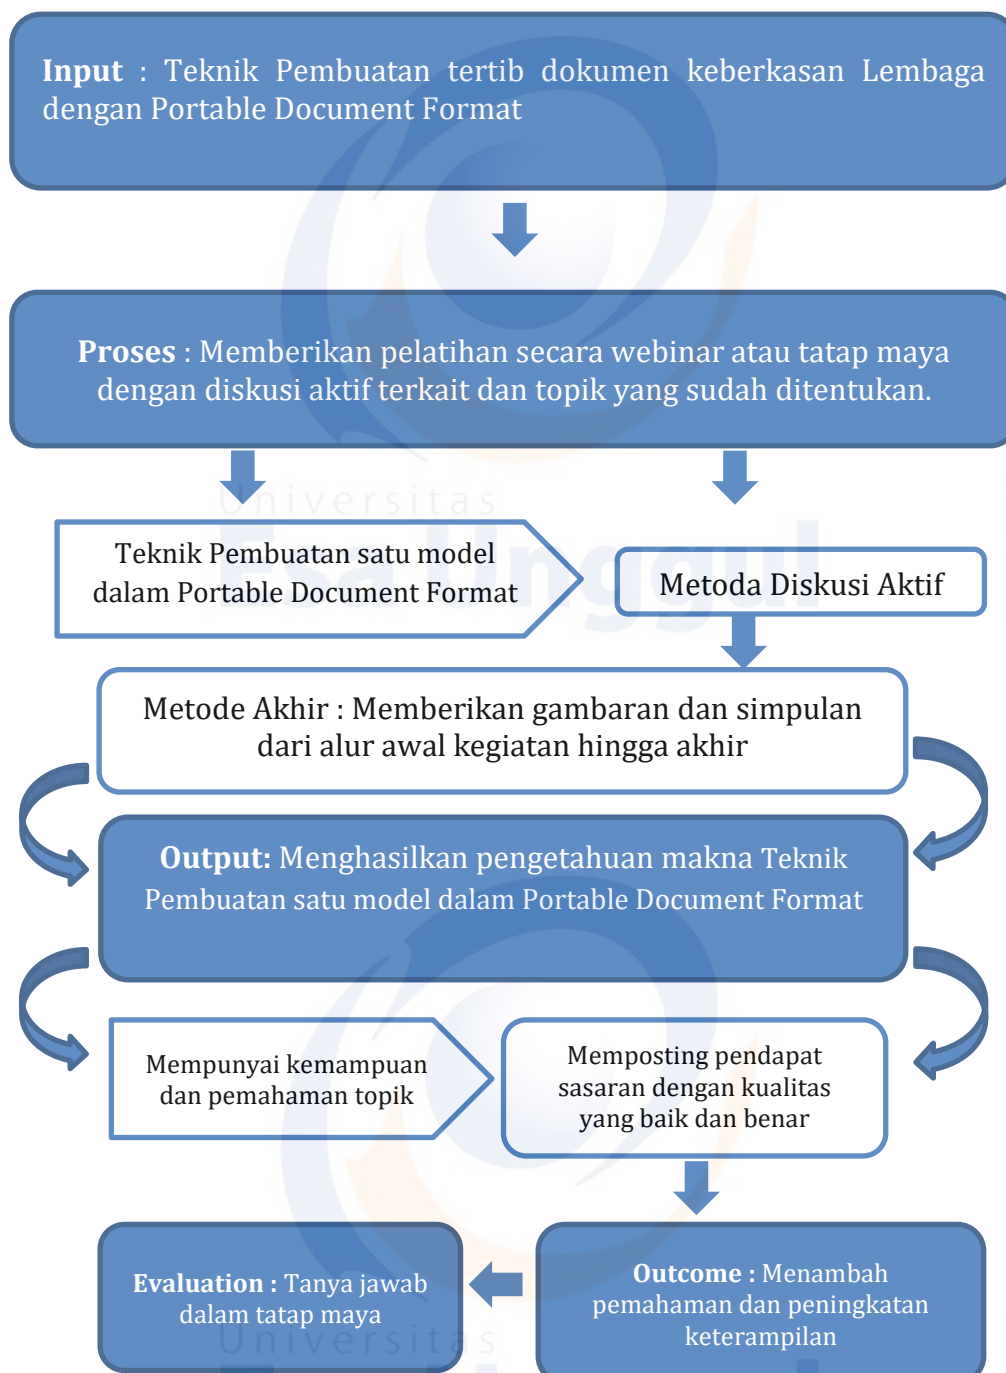 Input : Teknik Pembuatan tertib dokumen keberkasan Lembaga
dengan Portable Document Format
Proses : Memberikan pelatihan secara webinar atau tatap maya
dengan diskusi aktif terkait dan topik yang sudah ditentukan.
Universitas
Esa Unggul
Teknik Pembuatan satu model
dalam Portable Document Format
Metoda Diskusi Aktif
Metode Akhir : Memberikan gambaran dan simpulan
dari alur awal kegiatan hingga akhir
Output: Menghasilkan pengetahuan makna Teknik
Pembuatan satu model dalam Portable Document Format
Mempunyai kemampuan
dan pemahaman topik
Memposting pendapat
sasaran dengan kualitas
yang baik dan benar
Evaluation : Tanya jawab
dalam tatap maya
Outcome : Menambah
pemahaman dan peningkatan
keterampilan
Universitas